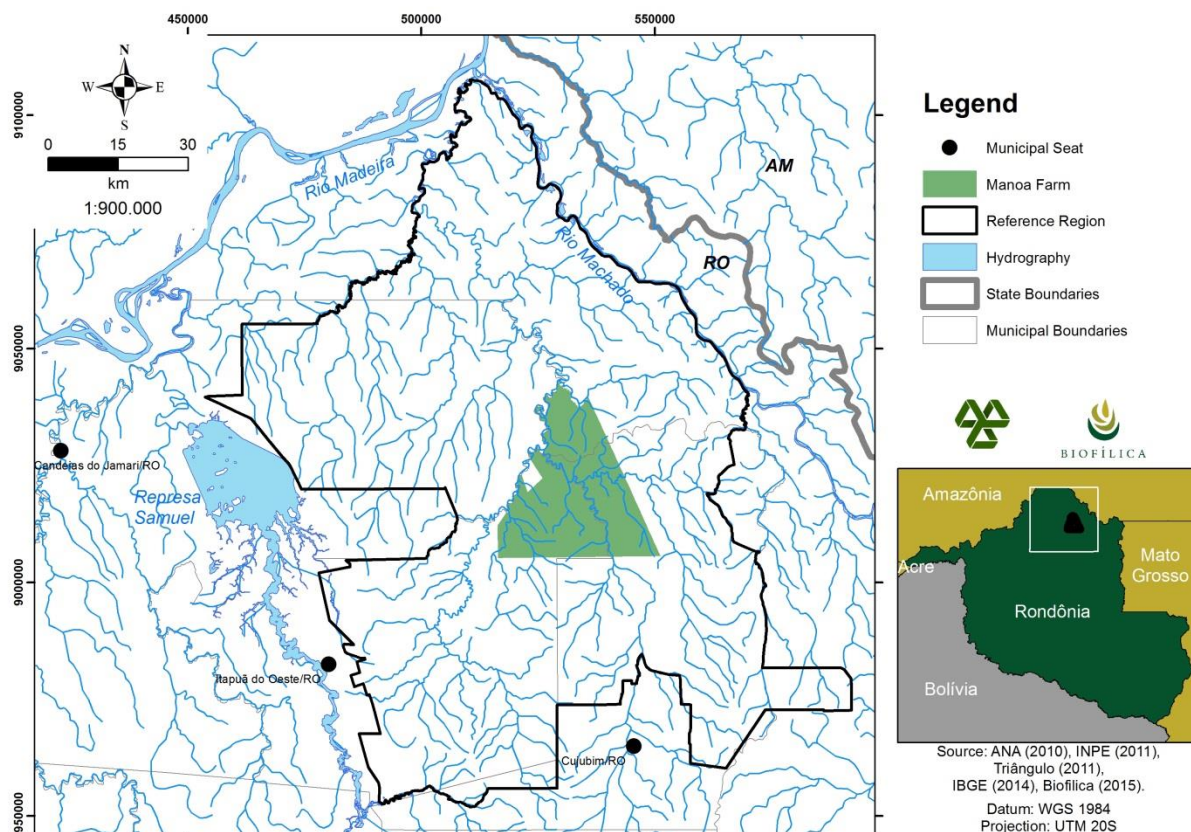 450000
500000
550000
9100000
9050000
9000000
9500000
N
W
E
S
0
15
30
km
1:900.000
Rio Madeira
Rio Machado
AM
RO
Candeias do Jamari/RO
Represa
Samuel
Itapuã do Oeste/RO
Cujubim/RO
Legend
Municipal Seat
Manoa Farm
Reference Region
Hydrography
State Boundaries
Municipal Boundaries
BIOFÍLICA
Amazônia
Acre
Mato
Grosso
Rondônia
Bolívia
Source: ANA (2010), INPE (2011),
Triângulo (2011),
IBGE (2014), Biofílica (2015).
Datum: WGS 1984
Projection: UTM 20S